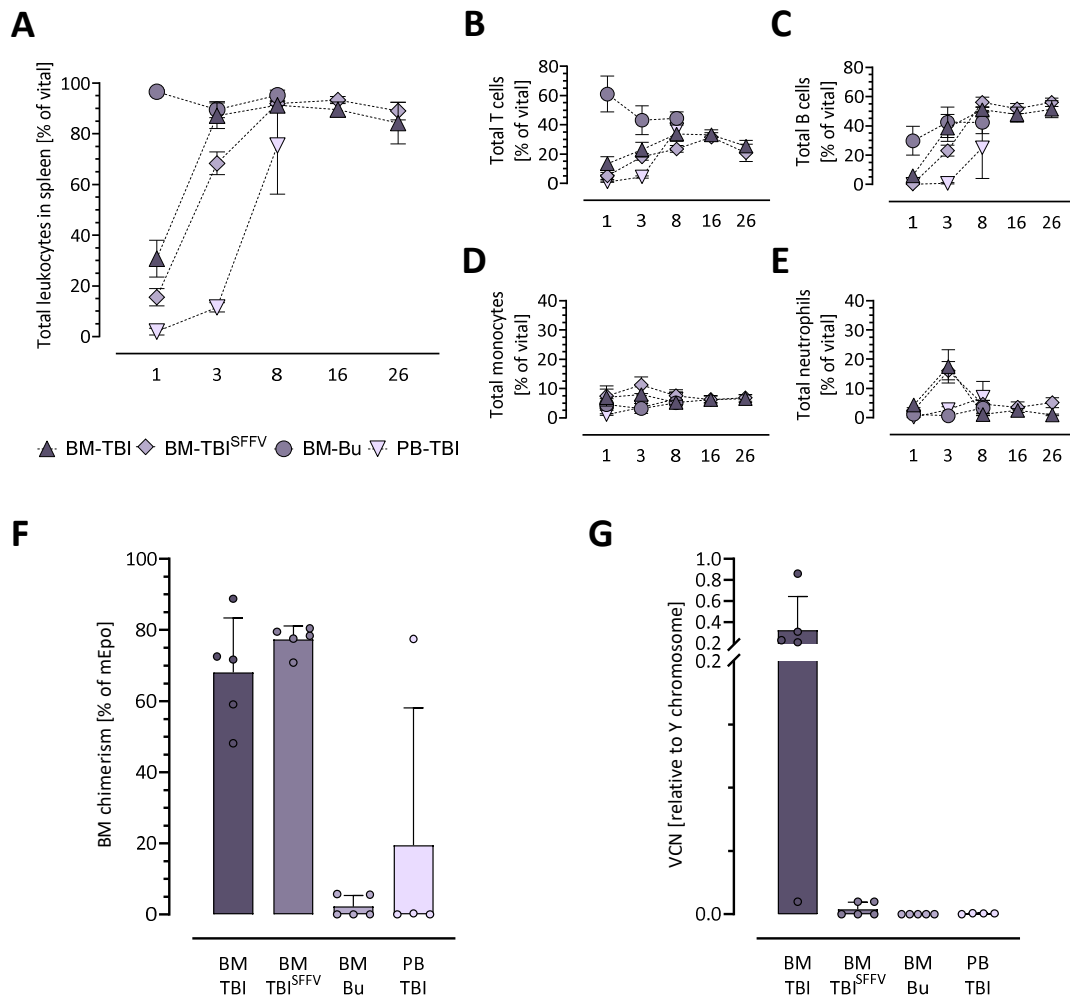 A
Total leukocytes in spleen [% of vital]
100
80
60
40
20
0
1 3 8 16 26
B
Total T cells
[% of vital]
80
60
40
20
0
1 3 8 16 26
C
Total B cells
[% of vital]
80
60
40
20
0
1 3 8 16 26
D
Total monocytes
[% of vital]
40
30
20
10
0
1 3 8 16 26
E
Total neutrophils
[% of vital]
40
30
20
10
0
1 3 8 16 26
BM-TBI BM-TBI^SFFV BM-Bu PB-TBI
F
BM chimerism [% of mEpo]
100
80
60
40
20
0
BM BM BM PB
TBI TBI^SFFV Bu TBI
G
VCN [relative to Y chromosome]
1.0
0.8
0.6
0.4
0.2
0.2
0.0
BM BM BM PB
TBI TBI^SFFV Bu TBI